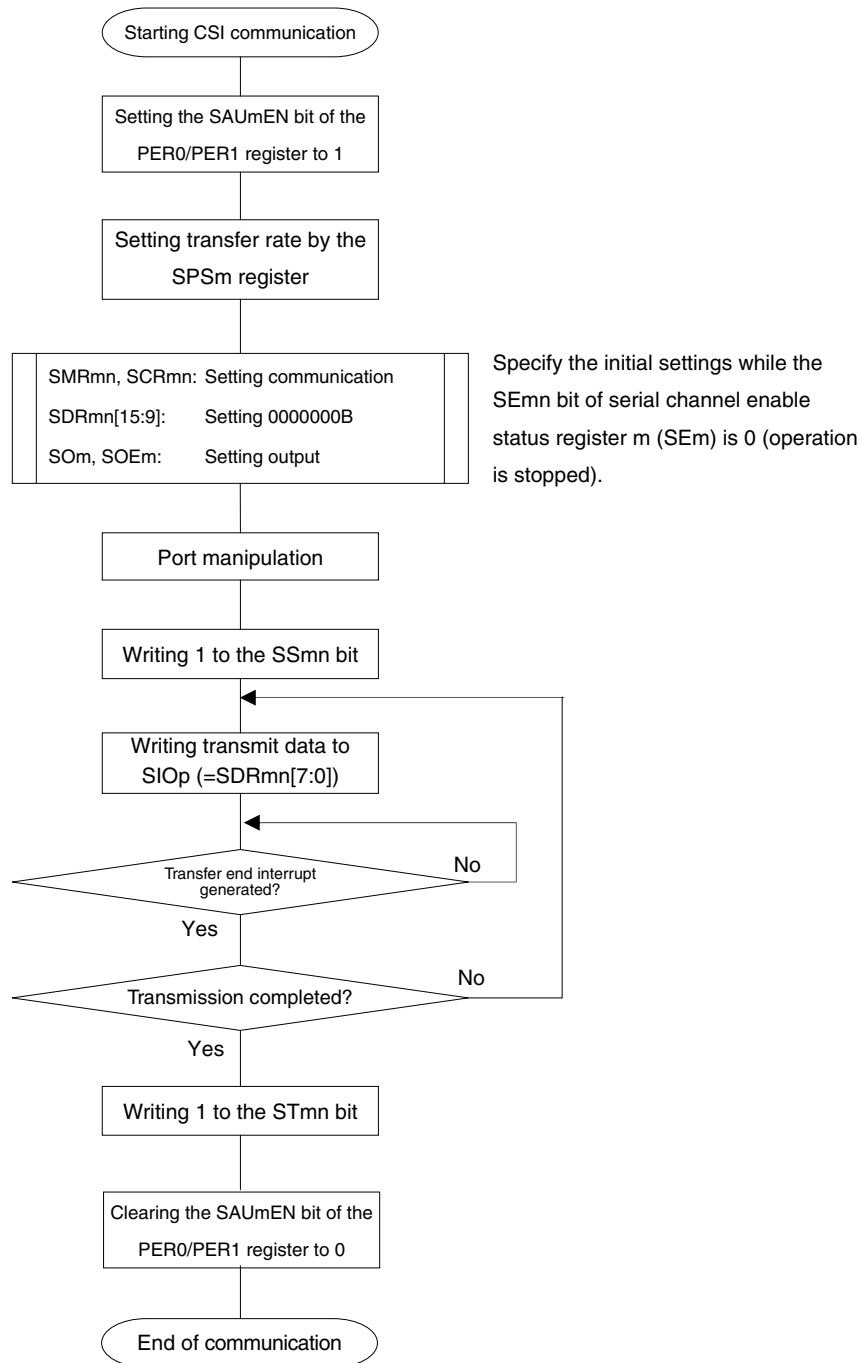 Starting CSI communication
Setting the SAUmEN bit of the
PER0/PER1 register to 1
Setting transfer rate by the
SPSm register
SMRmn, SCRmn: Setting communication
SDRmn[15:9]: Setting 0000000B
SOm, SOEm: Setting output
Specify the initial settings while the
SEmn bit of serial channel enable
status register m (SEm) is 0 (operation
is stopped).
Port manipulation
Writing 1 to the SSmn bit
Writing transmit data to
SIOp (=SDRmn[7:0])
Transfer end interrupt
generated?
No
Yes
Transmission completed?
No
Yes
Writing 1 to the STmn bit
Clearing the SAUmEN bit of the
PER0/PER1 register to 0
End of communication